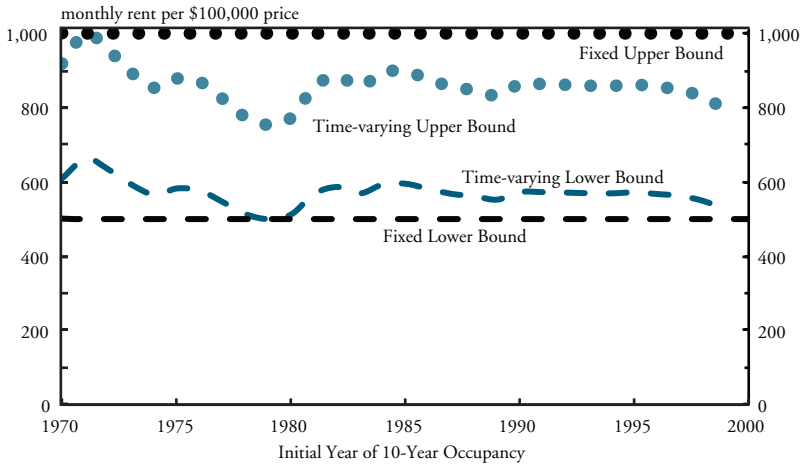 monthly rent per $100,000 price
1,000 1,000
Fixed Upper Bound
800 800
Time-varying Upper Bound
Time-varying Lower Bound
600 600
Fixed Lower Bound
400 400
200 200
0 0
1970 1975 1980 1985 1990 1995 2000
Initial Year of 10-Year Occupancy